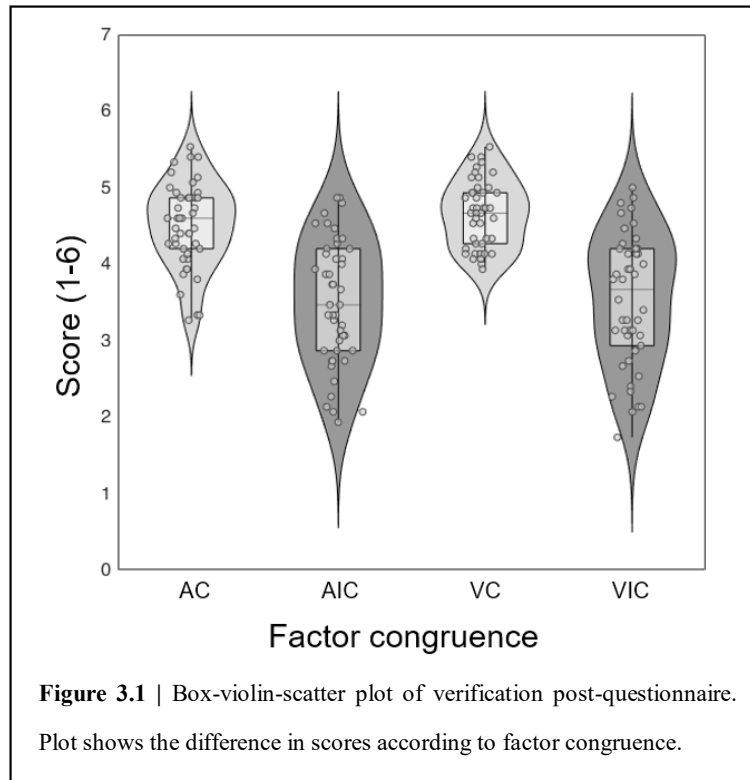 7
6
5
4
3
2
1
0
Score (1-6)
AC AIC VC VIC
Factor congruence
Figure 3.1 | Box-violin-scatter plot of verification post-questionnaire.
Plot shows the difference in scores according to factor congruence.